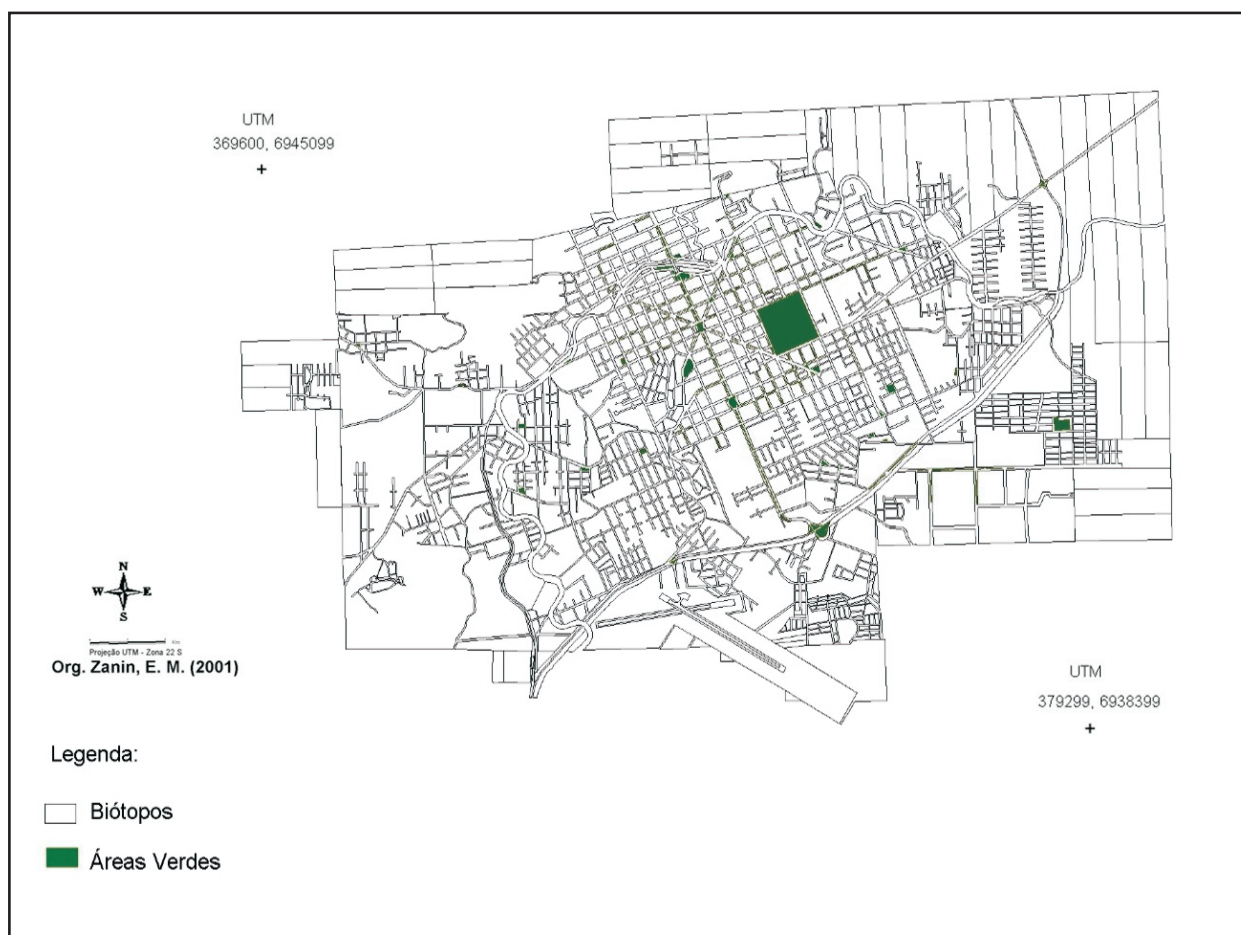 UTM
369600, 6945099
N
W E
S
Projeção UTM - Zona 22 S
Org. Zanin, E. M. (2001)
UTM
379299, 6938399
Legenda:
Biótopos
Áreas Verdes